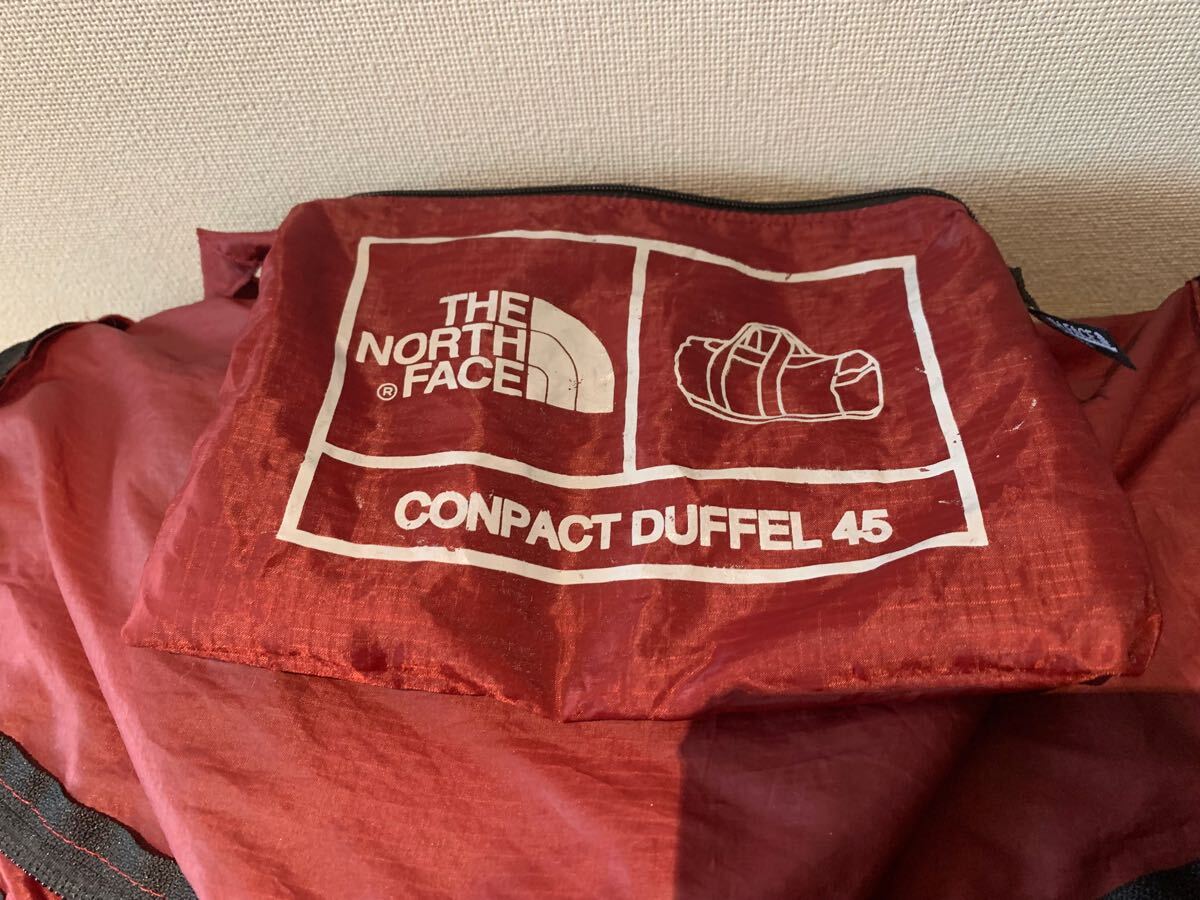 THE
NORTH
FACE
®
CONPACT DUFFEL 45